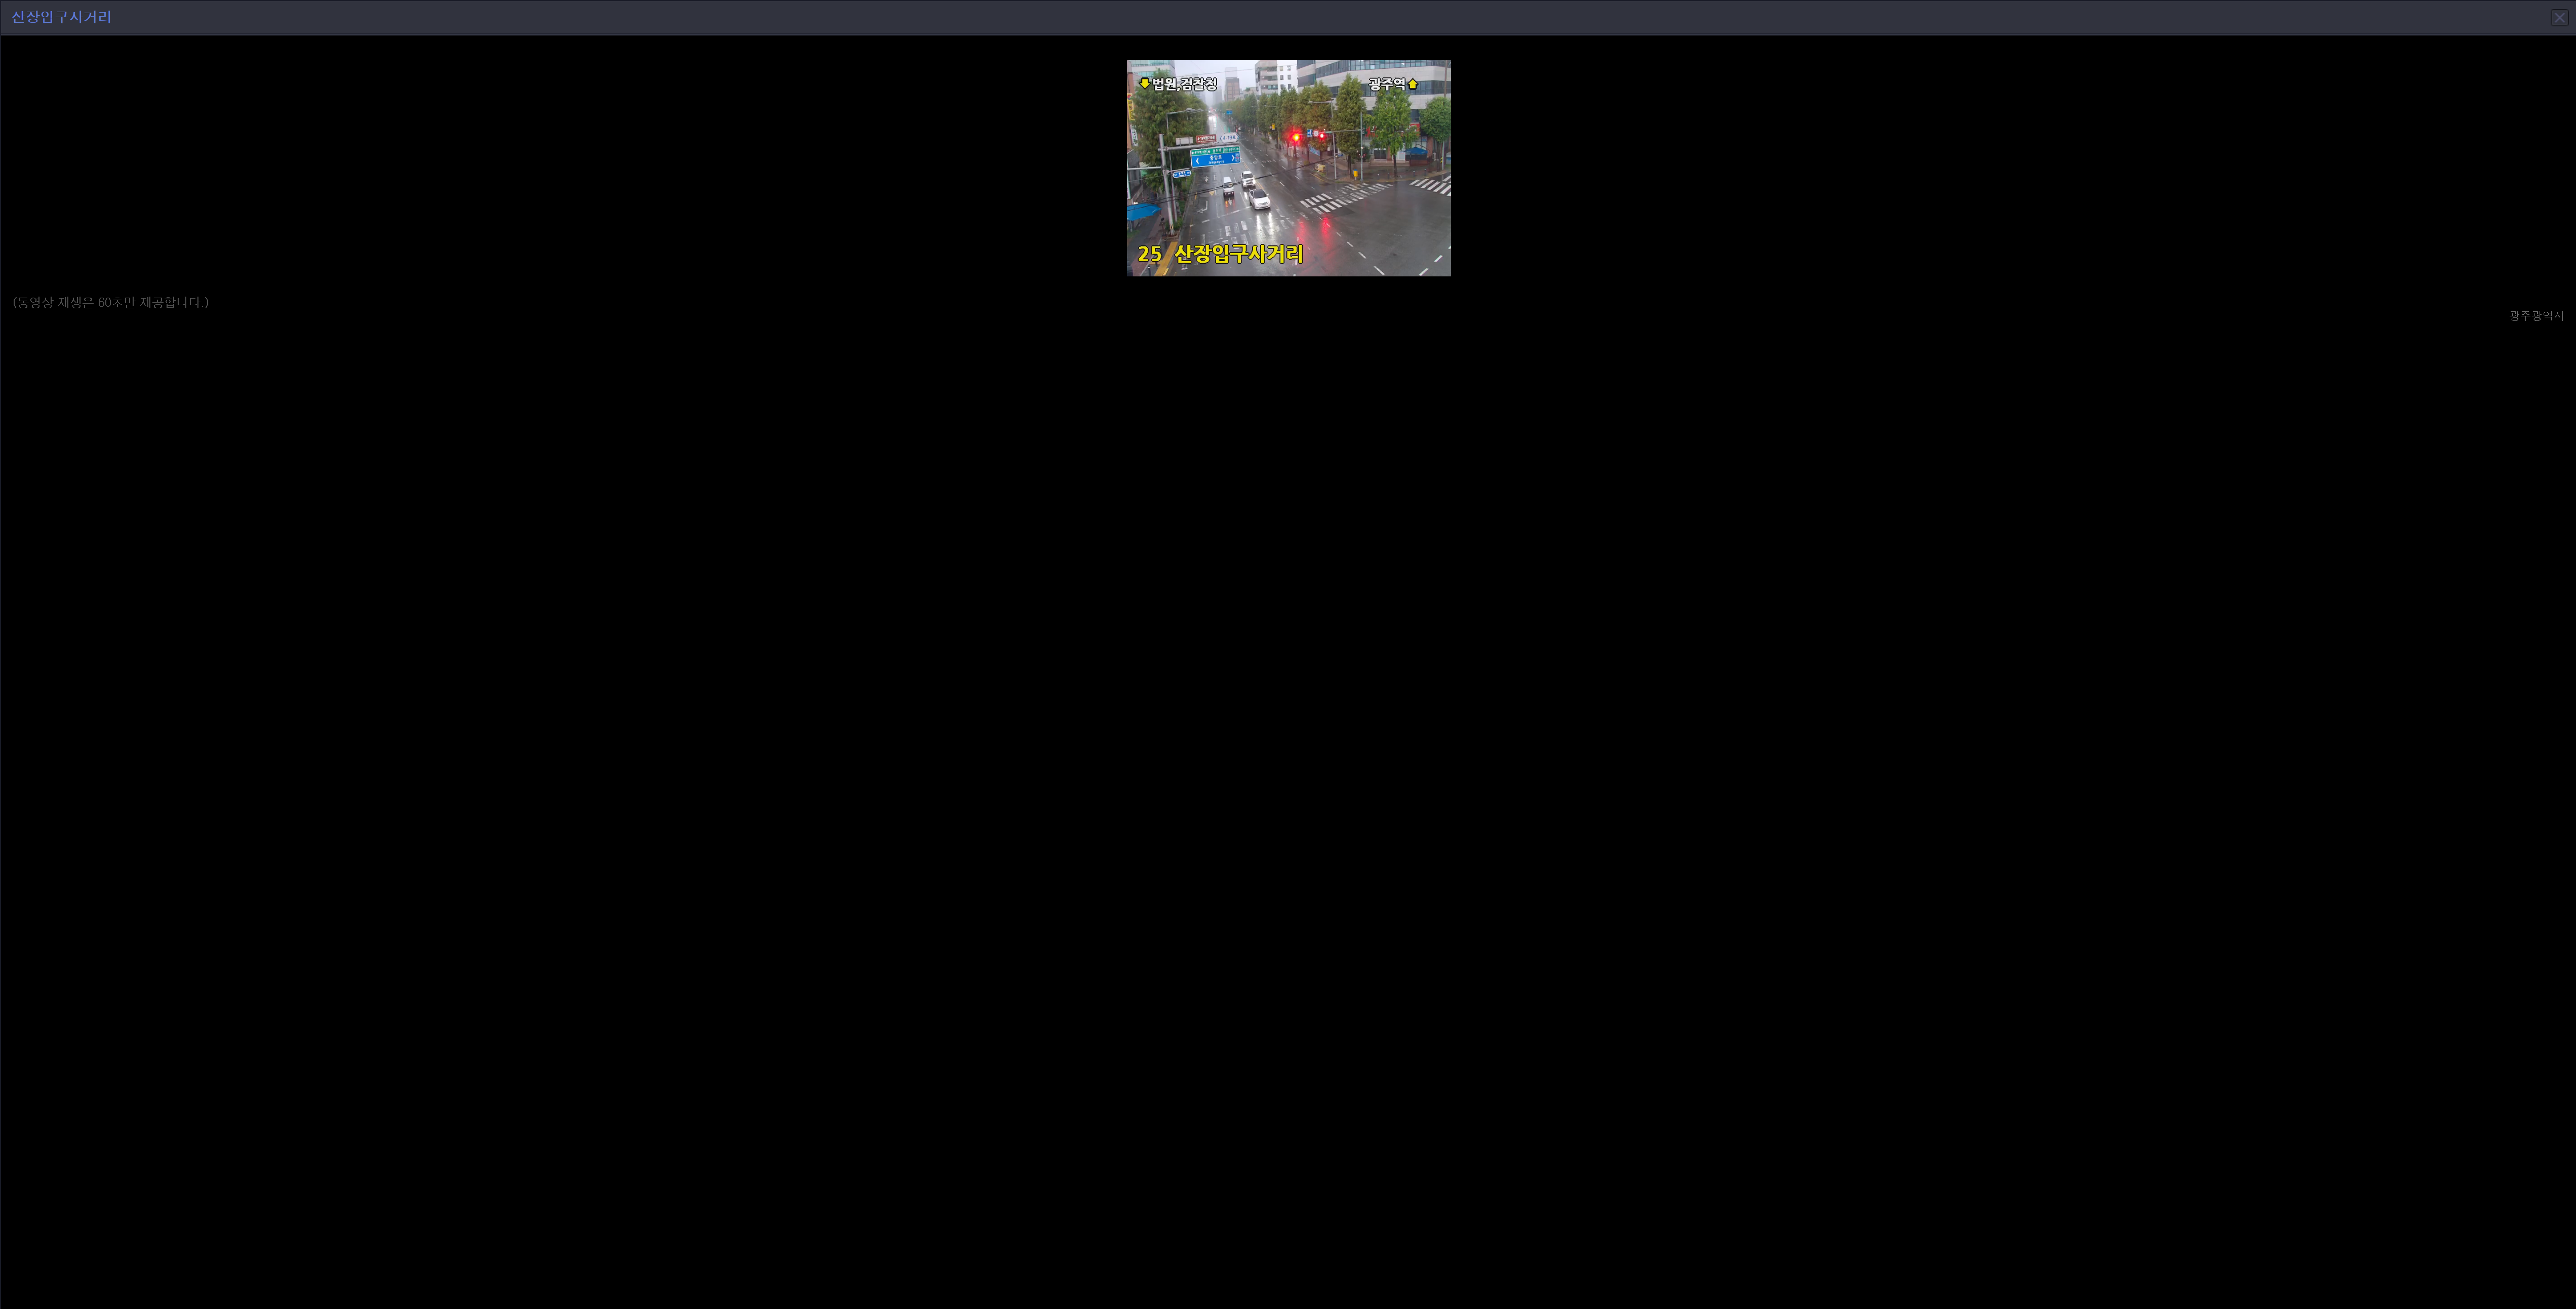 산장입구사거리
법원,검찰청
광주역
25 산장입구사거리
(동영상 재생은 60초만 제공합니다.)
광주광역시